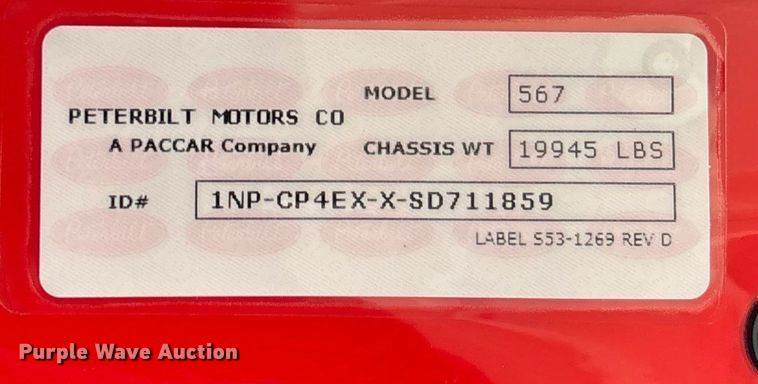 MODEL 567
PETERBILT MOTORS CO
A PACCAR Company CHASSIS WT 19945 LBS
ID# 1NP-CP4EX-X-SD711859
LABEL S53-1269 REV D
Purple Wave Auction